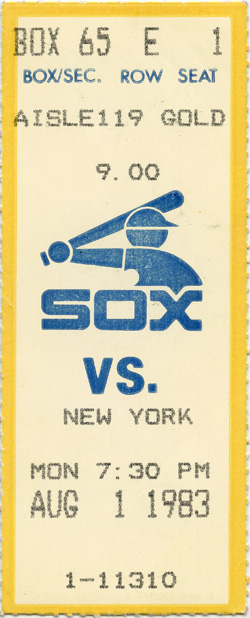 BOX 65 E 1
BOX/SEC. ROW SEAT
AISLE119 GOLD
9.00
SOX
VS.
NEW YORK
MON 7:30 PM
AUG 1 1983
1-11310